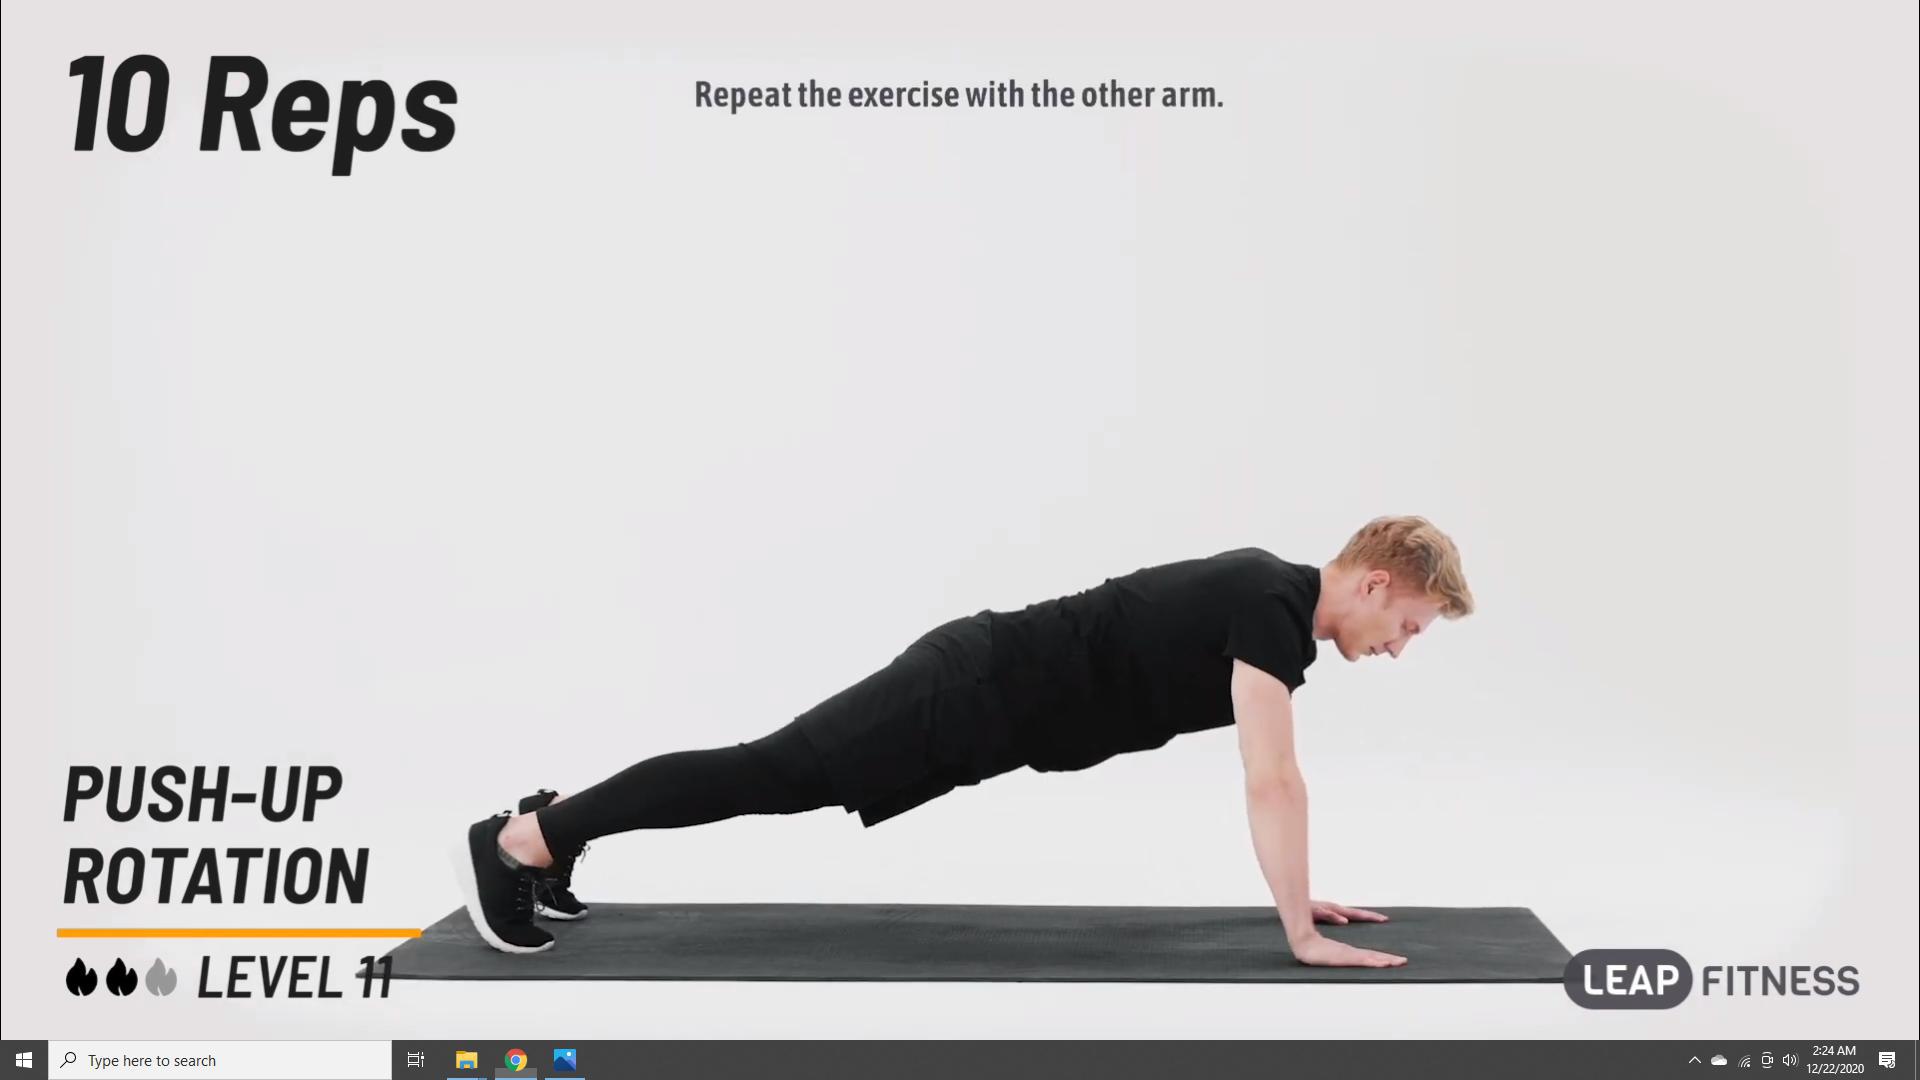 10 Reps
Repeat the exercise with the other arm.
PUSH-UP
ROTATION
LEVEL 11
LEAP FITNESS
Type here to search
2:24 AM
12/22/2020